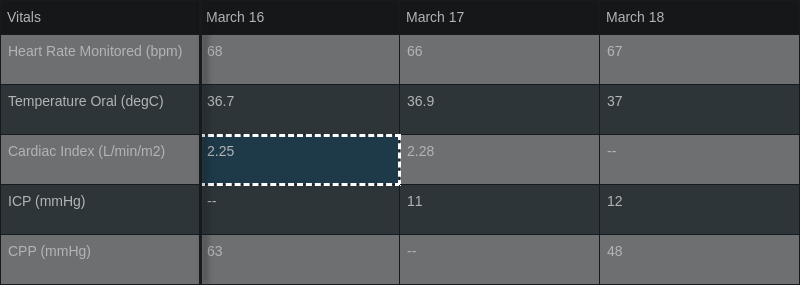 Vitals March 16 March 17 March 18
Heart Rate Monitored (bpm) 68 66 67
Temperature Oral (degC) 36.7 36.9 37
Cardiac Index (L/min/m2) 2.25 2.28 --
ICP (mmHg) -- 11 12
CPP (mmHg) 63 -- 48